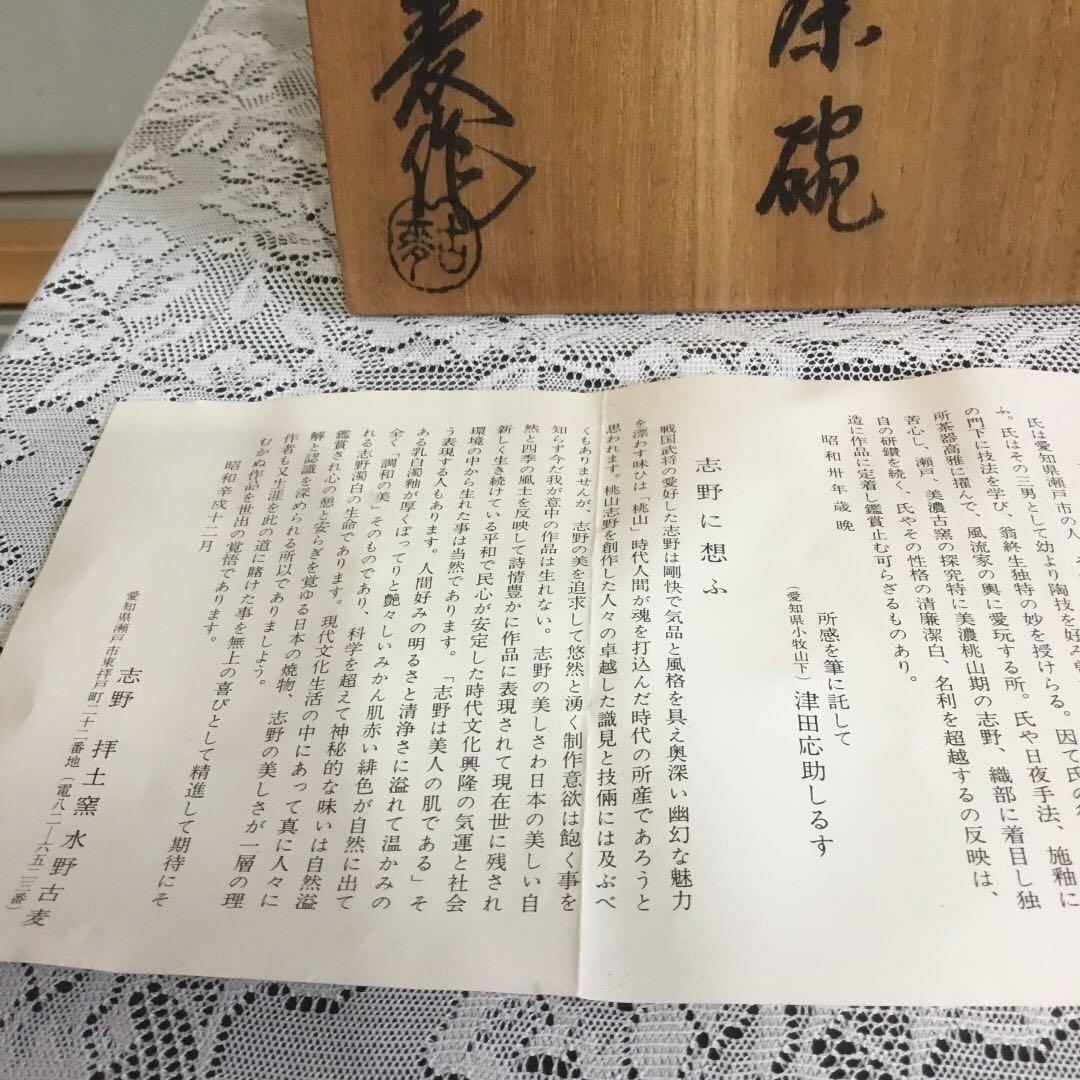 茶碗
麦作
古麦
氏は愛知県瀬戸市の人
ふ。氏はその三男として幼より陶技を好み
の門下に技法を学び、翁終生独特の妙を授けらる。因て氏の
所茶器高雅に擢んで、風流家の輿に愛玩する所。氏や日夜手法、施釉に
苦心し、瀬戸、美濃古窯の探究特に美濃桃山期の志野、織部に着目し独
自の研鑽を続く、氏やその性格の清廉潔白、名利を超越するの反映は、
造に作品に定着し鑑賞止む可らざるものあり。
昭和卅年歳晩
所感を筆に託して
(愛知県小牧山下) 津田応助しるす
志野に想ふ
戦国武将の愛好した志野は剛快で気品と風格を具え奥深い幽幻な魅力
を漂わす味ひは「桃山」時代人間が魂を打込んだ時代の所産であろうと
思われます。桃山志野を創作した人々の卓越した識見と技倆には及ぶべ
くもありませんが、志野の美を追求して悠然と湧く制作意欲は飽く事を
知らず今だ我が意中の作品は生れない。志野の美しさわ日本の美しい自
然と四季の風土を反映して詩情豊かに作品に表現されて現在世に残され
新しく生き続けている平和で民心が安定した時代文化興隆の気運と社会
環境の中から生れた事は当然であります。「志野は美人の肌である」そ
う表現する人もあります。人間好みの明るさと清浄さに溢れて温かみの
ある乳白濁釉が厚くぽってりと艶々しいみかん肌赤い緋色が自然に出て
全く「調和の美」そのものであり、科学を超えて神秘的な味いは自然溢
れる志野濁白の生命であります。現代文化生活の中にあって真に人々に
鑑賞され心の憩と安らぎを覚ゆる日本の焼物、志野の美しさが一層の理
解と認識を深められる所以でありましよう。
作者も又生涯を此の道に賭けた事を無上の喜びとして精進して期待にそ
むかぬ作品を世出の覚悟であります。
昭和辛戌十二月
志野 拝土窯 水野古麦
愛知県瀬戸市東拝戸町二十二番地(電八二―六五二三番)